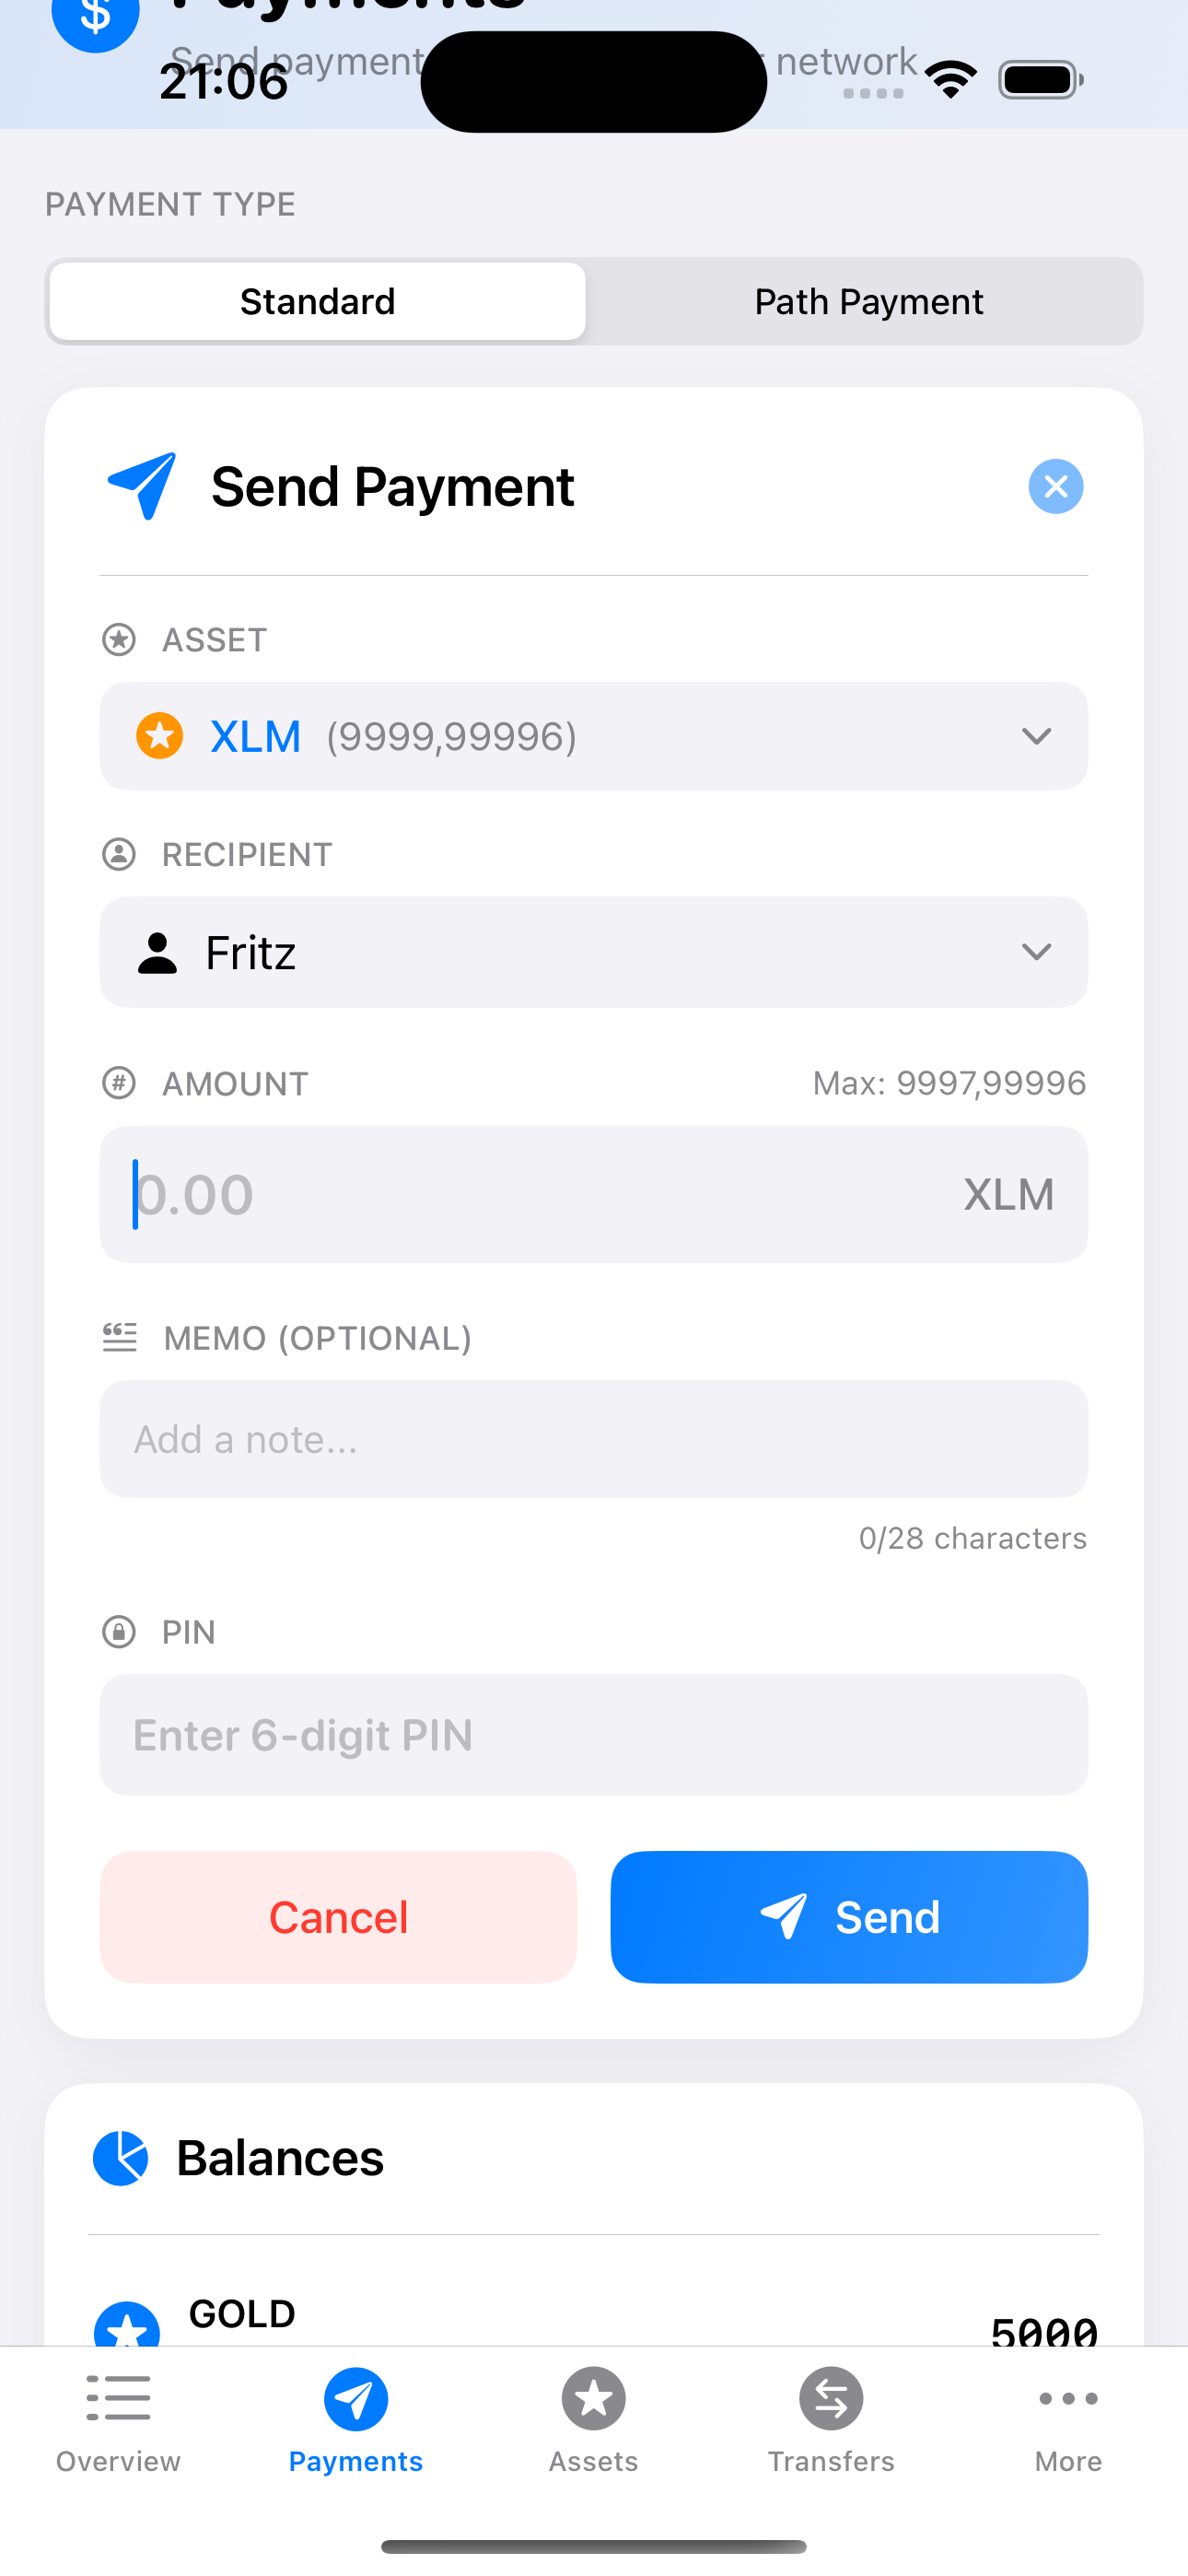 Payments
Send payment network
21:06
PAYMENT TYPE
Standard Path Payment
Send Payment
ASSET
XLM (9999,99996)
RECIPIENT
Fritz
# AMOUNT Max: 9997,99996
0.00 XLM
MEMO (OPTIONAL)
Add a note...
0/28 characters
PIN
Enter 6-digit PIN
Cancel Send
Balances
GOLD
5000
Overview Payments Assets Transfers More